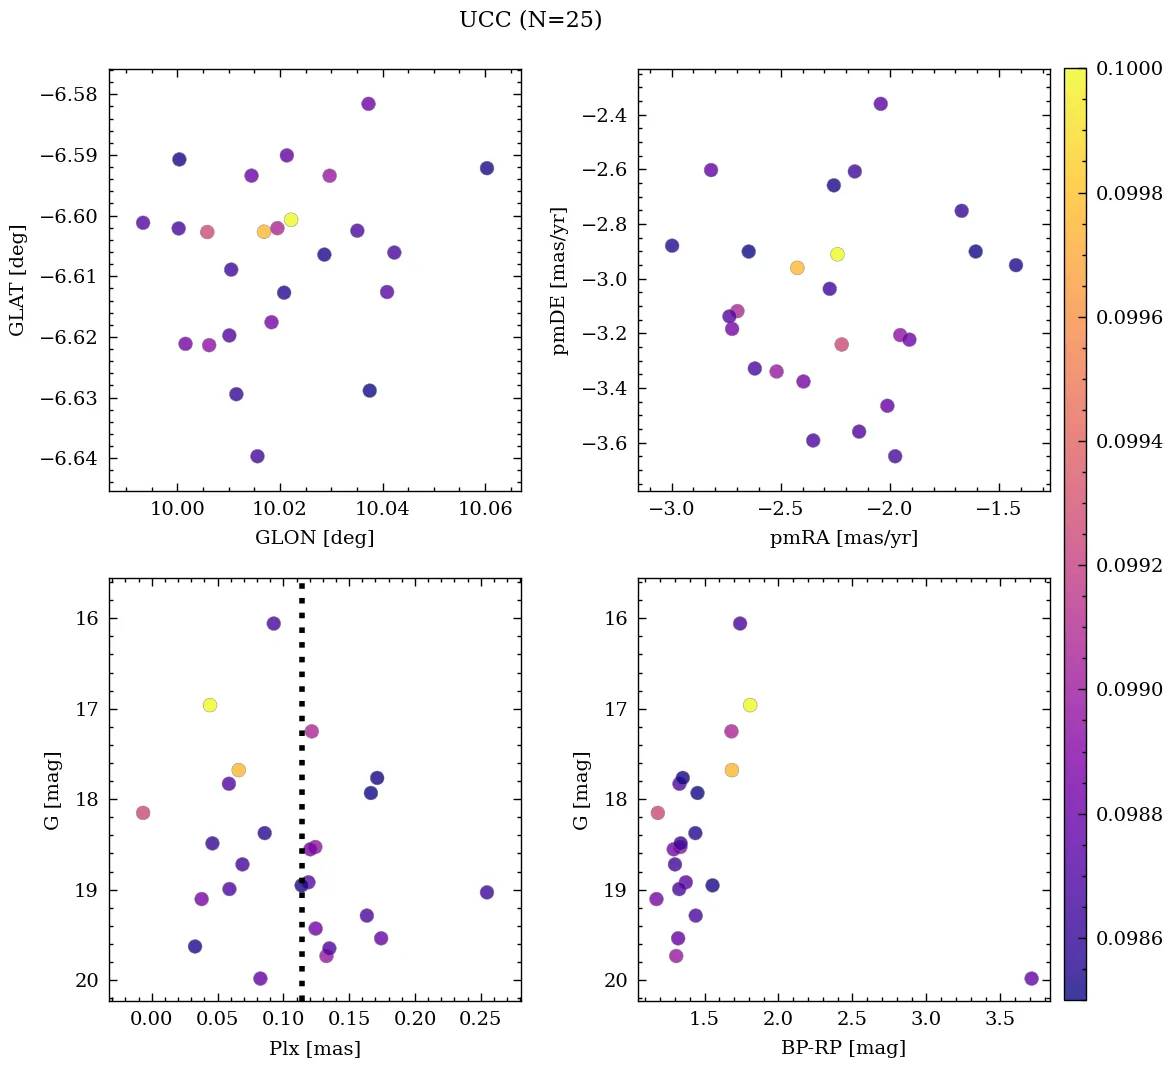 UCC (N=25)
−6.58
−6.59
−6.60
−6.61
−6.62
−6.63
−6.64
GLAT [deg]
10.00 10.02 10.04 10.06
GLON [deg]
−2.4
−2.6
−2.8
−3.0
−3.2
−3.4
−3.6
pmDE [mas/yr]
−3.0 −2.5 −2.0 −1.5
pmRA [mas/yr]
16
17
18
19
20
G [mag]
0.00 0.05 0.10 0.15 0.20 0.25
Plx [mas]
16
17
18
19
20
G [mag]
1.5 2.0 2.5 3.0 3.5
BP-RP [mag]
0.1000
0.0998
0.0996
0.0994
0.0992
0.0990
0.0988
0.0986